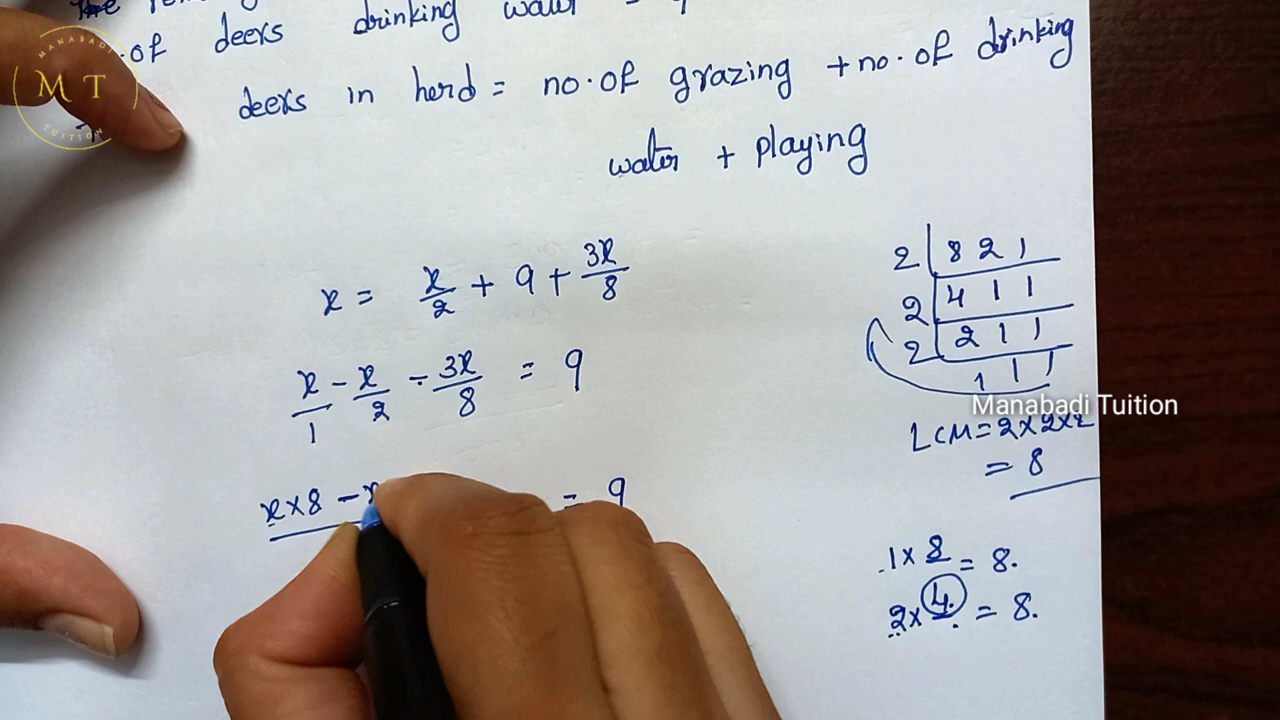 The
.of deers drinking water =
deers in herd = no.of grazing + no.of drinking
water + playing
x = x/2 + 9 + 3x/8
x/1 - x/2 - 3x/8 = 9
x×8 - x = 9
2 | 8 2 1
2 | 4 1 1
2 | 2 1 1
1 1 1
LCM = 2×2×2
= 8
1 × 8 = 8.
2 × 4. = 8.
MANABADI
MT
TUITION
Manabadi Tuition